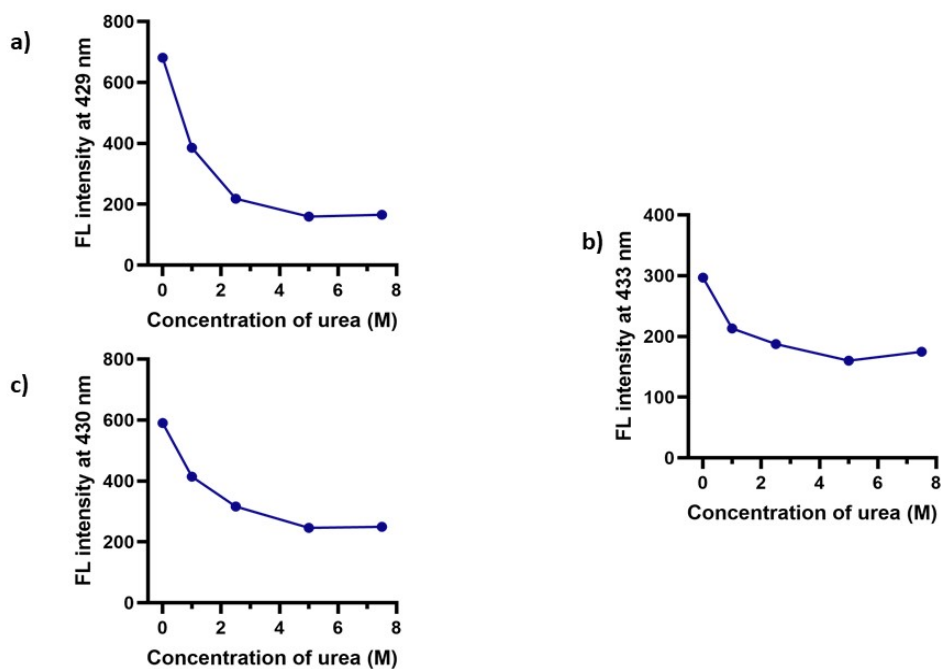 a)
FL intensity at 429 nm
800
600
400
200
0
0 2 4 6 8
Concentration of urea (M)
b)
FL intensity at 433 nm
400
300
200
100
0
0 2 4 6 8
Concentration of urea (M)
c)
FL intensity at 430 nm
800
600
400
200
0
0 2 4 6 8
Concentration of urea (M)